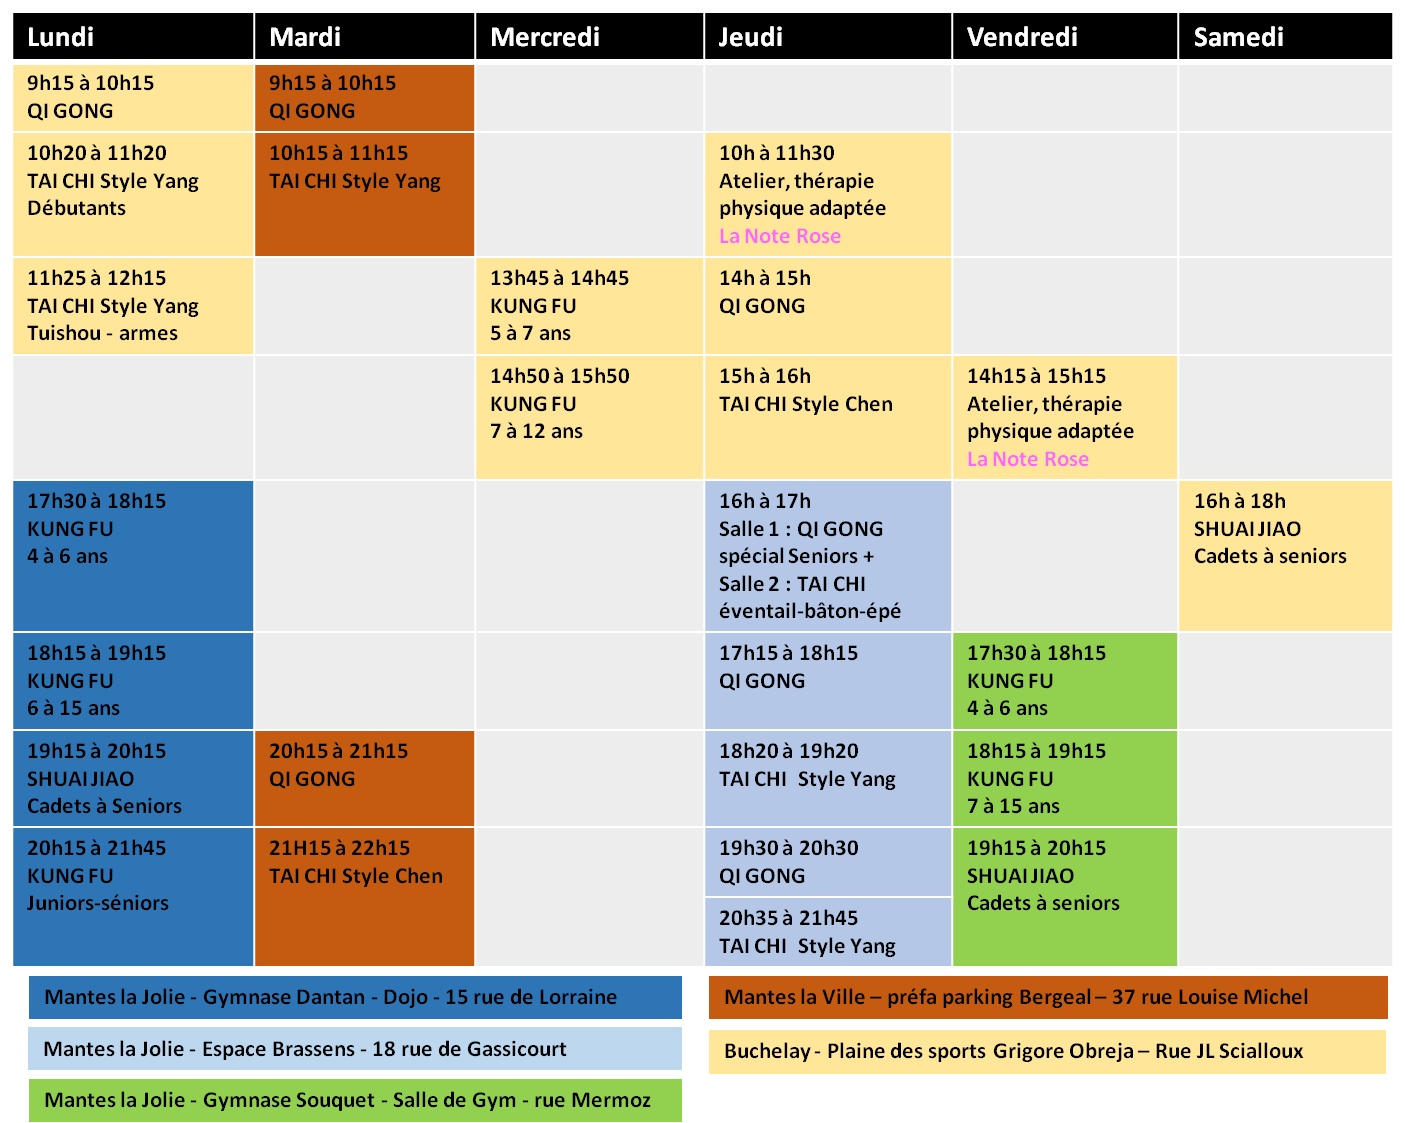 Lundi
Mardi
Mercredi
Jeudi
Vendredi
Samedi
9h15 à 10h15
QI GONG
9h15 à 10h15
QI GONG
10h20 à 11h20
TAI CHI Style Yang
Débutants
10h15 à 11h15
TAI CHI Style Yang
10h à 11h30
Atelier, thérapie
physique adaptée
La Note Rose
11h25 à 12h15
TAI CHI Style Yang
Tuishou - armes
13h45 à 14h45
KUNG FU
5 à 7 ans
14h à 15h
QI GONG
14h50 à 15h50
KUNG FU
7 à 12 ans
15h à 16h
TAI CHI Style Chen
14h15 à 15h15
Atelier, thérapie
physique adaptée
La Note Rose
17h30 à 18h15
KUNG FU
4 à 6 ans
16h à 17h
Salle 1 : QI GONG
spécial Seniors +
Salle 2 : TAI CHI
éventail-bâton-épé
16h à 18h
SHUAI JIAO
Cadets à seniors
18h15 à 19h15
KUNG FU
6 à 15 ans
17h15 à 18h15
QI GONG
17h30 à 18h15
KUNG FU
4 à 6 ans
19h15 à 20h15
SHUAI JIAO
Cadets à Seniors
20h15 à 21h15
QI GONG
18h20 à 19h20
TAI CHI  Style Yang
18h15 à 19h15
KUNG FU
7 à 15 ans
20h15 à 21h45
KUNG FU
Juniors-séniors
21H15 à 22h15
TAI CHI Style Chen
19h30 à 20h30
QI GONG
20h35 à 21h45
TAI CHI  Style Yang
19h15 à 20h15
SHUAI JIAO
Cadets à seniors
Mantes la Jolie - Gymnase Dantan - Dojo - 15 rue de Lorraine
Mantes la Ville – préfa parking Bergeal – 37 rue Louise Michel
Mantes la Jolie - Espace Brassens - 18 rue de Gassicourt
Buchelay - Plaine des sports Grigore Obreja – Rue JL Scialloux
Mantes la Jolie - Gymnase Souquet - Salle de Gym - rue Mermoz